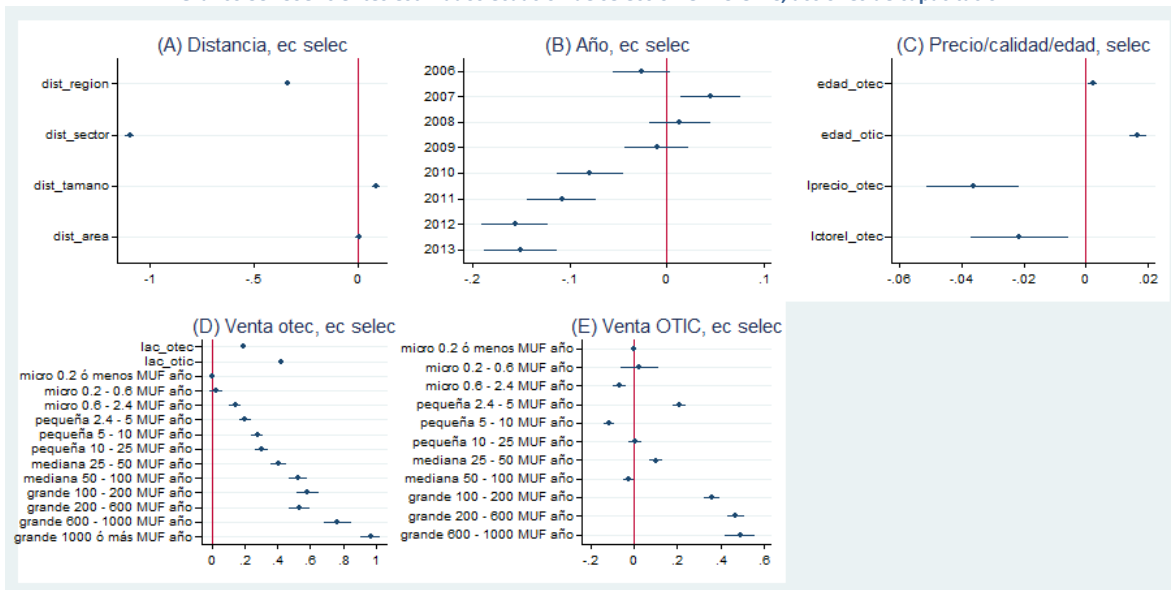 (A) Distancia, ec selec
dist_region
dist_sector
dist_tamano
dist_area
-1 -.5 0
(B) Año, ec selec
2006
2007
2008
2009
2010
2011
2012
2013
-.2 -.1 0 .1
(C) Precio/calidad/edad, selec
edad_otec
edad_otic
lprecio_otec
lctorel_otec
-.06 -.04 -.02 0 .02
(D) Venta otec, ec selec
lac_otec
lac_otic
micro 0.2 ó menos MUF año
micro 0.2 - 0.6 MUF año
micro 0.6 - 2.4 MUF año
pequeña 2.4 - 5 MUF año
pequeña 5 - 10 MUF año
pequeña 10 - 25 MUF año
mediana 25 - 50 MUF año
mediana 50 - 100 MUF año
grande 100 - 200 MUF año
grande 200 - 600 MUF año
grande 600 - 1000 MUF año
grande 1000 ó más MUF año
0 .2 .4 .6 .8 1
(E) Venta OTIC, ec selec
micro 0.2 ó menos MUF año
micro 0.2 - 0.6 MUF año
micro 0.6 - 2.4 MUF año
pequeña 2.4 - 5 MUF año
pequeña 5 - 10 MUF año
pequeña 10 - 25 MUF año
mediana 25 - 50 MUF año
mediana 50 - 100 MUF año
grande 100 - 200 MUF año
grande 200 - 600 MUF año
grande 600 - 1000 MUF año
-.2 0 .2 .4 .6